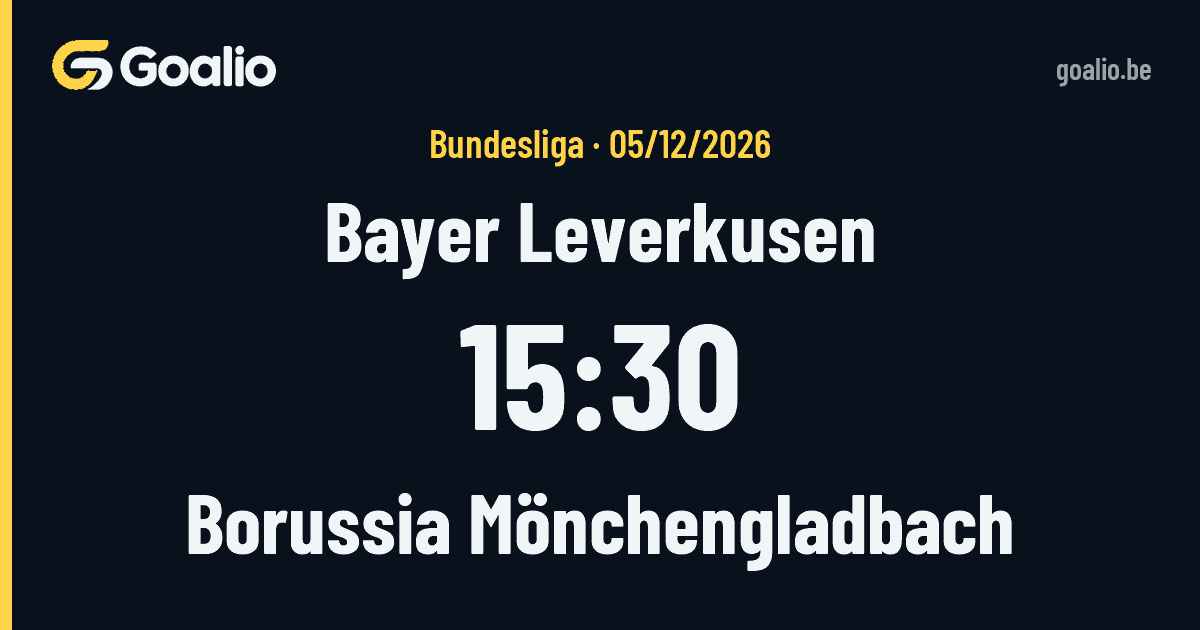 Goalio
goalio.be
Bundesliga · 05/12/2026
Bayer Leverkusen
15:30
Borussia Mönchengladbach